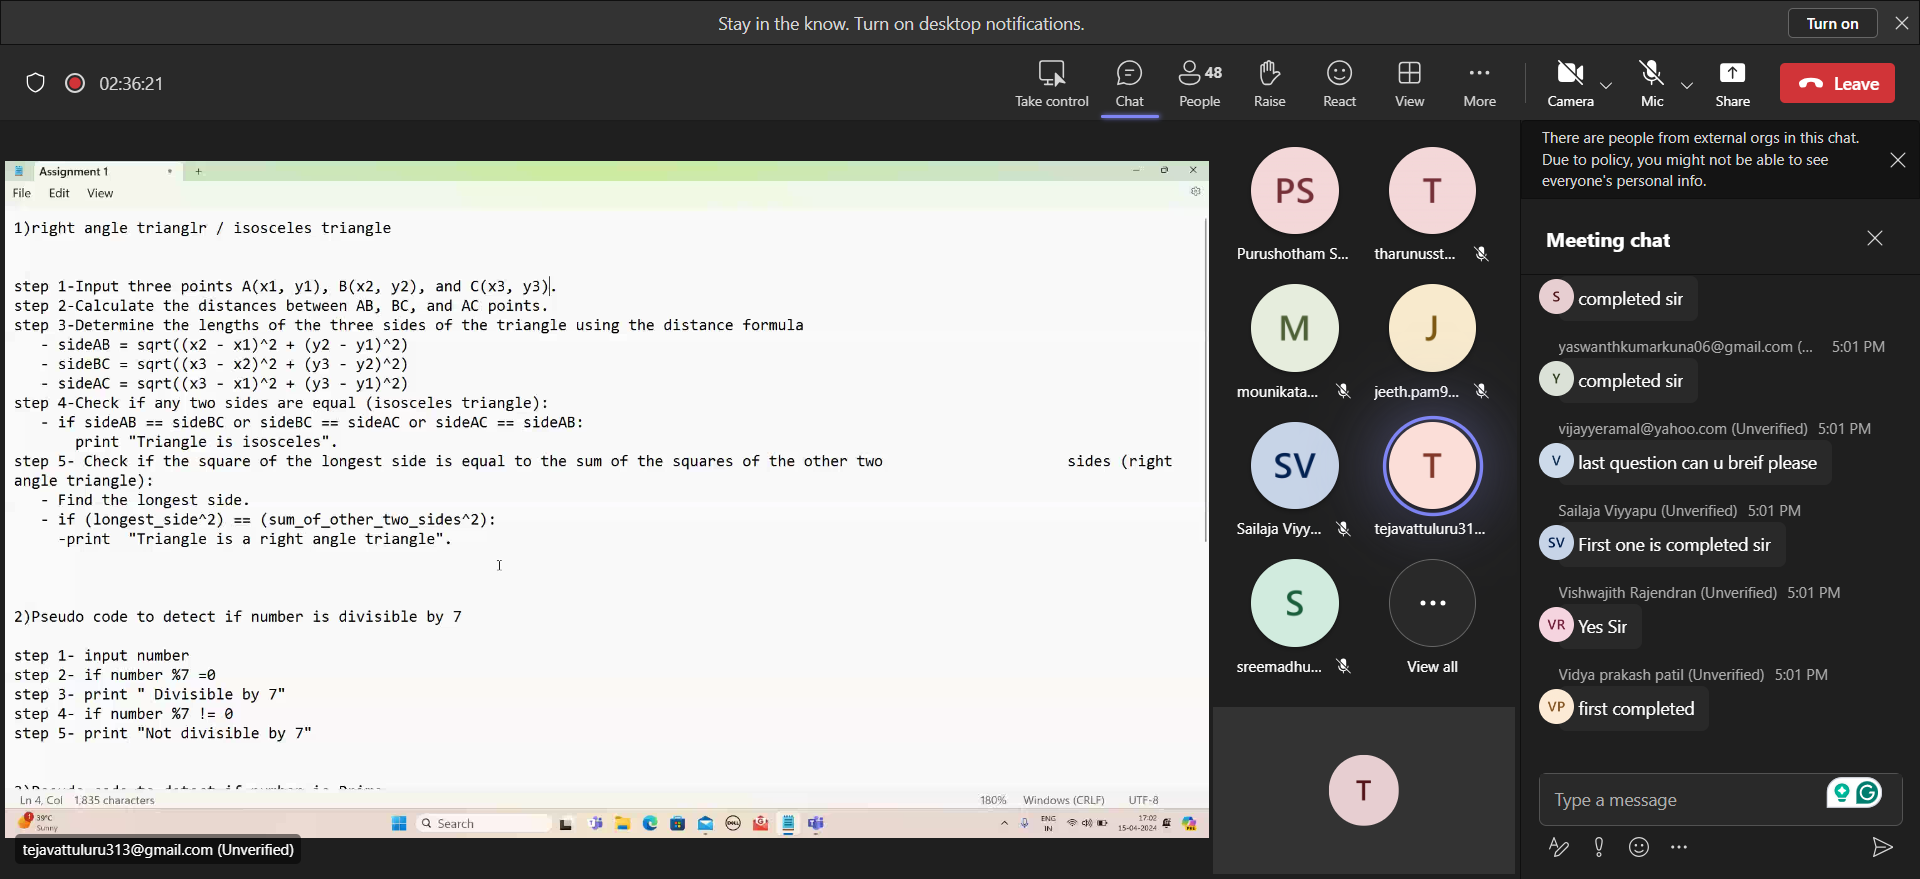 Stay in the know. Turn on desktop notifications.
Turn on
02:36:21
Take control
Chat
48
People
Raise
React
View
More
Camera
Mic
Share
Leave
Assignment 1
File Edit View
1)right angle trianglr / isosceles triangle
step 1-Input three points A(x1, y1), B(x2, y2), and C(x3, y3).
step 2-Calculate the distances between AB, BC, and AC points.
step 3-Determine the lengths of the three sides of the triangle using the distance formula
- sideAB = sqrt((x2 - x1)^2 + (y2 - y1)^2)
- sideBC = sqrt((x3 - x2)^2 + (y3 - y2)^2)
- sideAC = sqrt((x3 - x1)^2 + (y3 - y1)^2)
step 4-Check if any two sides are equal (isosceles triangle):
- if sideAB == sideBC or sideBC == sideAC or sideAC == sideAB:
print "Triangle is isosceles".
step 5- Check if the square of the longest side is equal to the sum of the squares of the other two sides (right
angle triangle):
- Find the longest side.
- if (longest_side^2) == (sum_of_other_two_sides^2):
-print "Triangle is a right angle triangle".
2)Pseudo code to detect if number is divisible by 7
step 1- input number
step 2- if number %7 =0
step 3- print " Divisible by 7"
step 4- if number %7 != 0
step 5- print "Not divisible by 7"
Ln 4, Col 1,835 characters
180%
Windows (CRLF)
UTF-8
39°C
Sunny
Search
DELL
ENG
IN
17:02
15-04-2024
tejavattuluru313@gmail.com (Unverified)
PS
Purushotham S...
T
tharunusst...
M
mounikata...
J
jeeth.pam9...
SV
Sailaja Viyy...
T
tejavattuluru31...
S
sreemadhu...
View all
T
There are people from external orgs in this chat.
Due to policy, you might not be able to see
everyone's personal info.
Meeting chat
S
completed sir
yaswanthkumarkuna06@gmail.com (... 5:01 PM
Y
completed sir
vijayyeramal@yahoo.com (Unverified) 5:01 PM
V
last question can u breif please
Sailaja Viyyapu (Unverified) 5:01 PM
SV
First one is completed sir
Vishwajith Rajendran (Unverified) 5:01 PM
VR
Yes Sir
Vidya prakash patil (Unverified) 5:01 PM
VP
first completed
Type a message